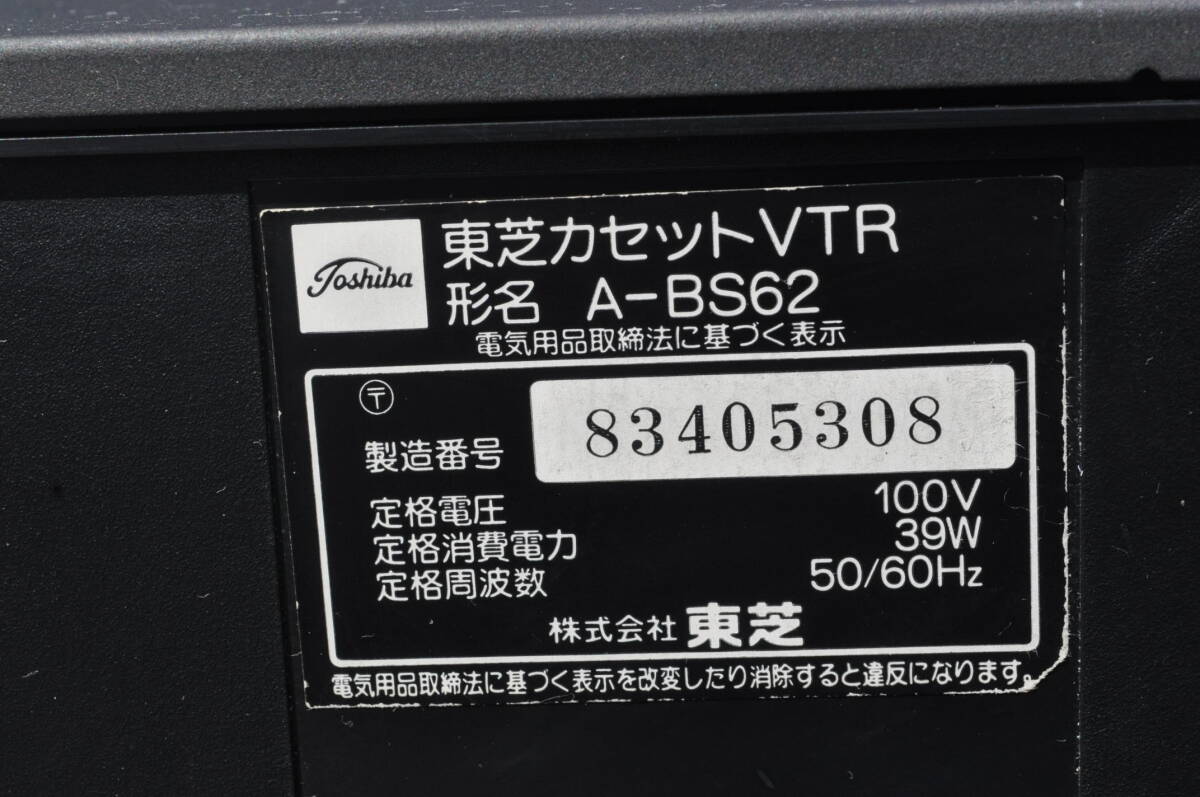 Toshiba
東芝カセットVTR
形名 A-BS62
電気用品取締法に基づく表示
〒
製造番号 83405308
定格電圧 100V
定格消費電力 39W
定格周波数 50/60Hz
株式会社 東芝
電気用品取締法に基づく表示を改変したり消除すると違反になります。